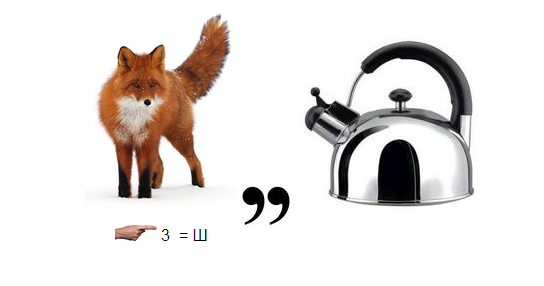 ,,
3 = Ш